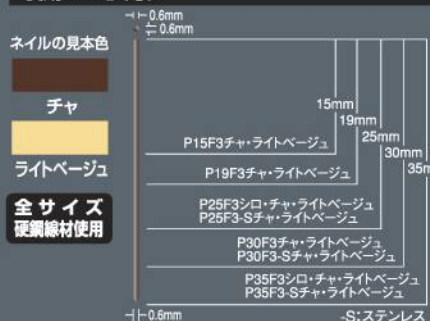 0.6mm
0.6mm
ネイルの見本色
チャ
ライトベージュ
全サイズ
硬鋼線材使用
15mm
19mm
25mm
30mm
35m
P15F3チャ・ライトベージュ
P19F3チャ・ライトベージュ
P25F3シロ・チャ・ライトベージュ
P25F3-Sチャ・ライトベージュ
P30F3チャ・ライトベージュ
P30F3-Sチャ・ライトベージュ
P35F3シロ・チャ・ライトベージュ
P35F3-Sチャ・ライトベージュ
0.6mm
-S:ステンレス